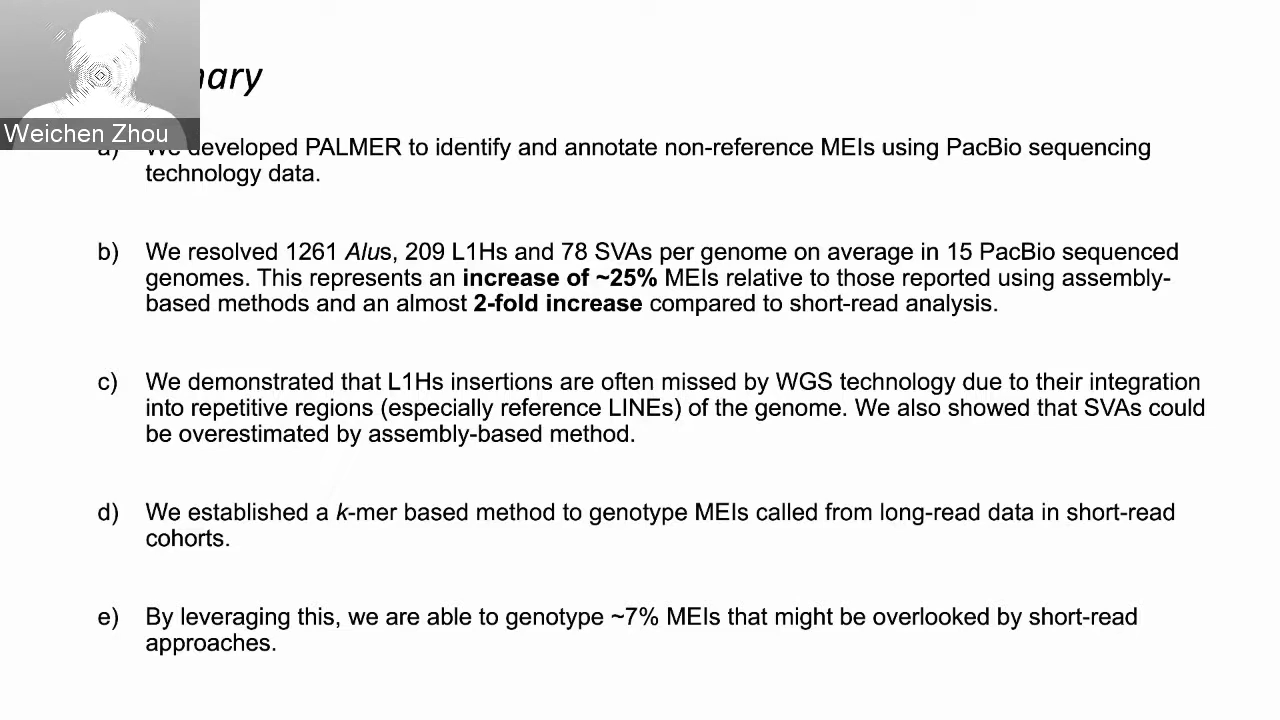 Weichen Zhou
nary
a) We developed PALMER to identify and annotate non-reference MEIs using PacBio sequencing
technology data.
b) We resolved 1261 Alus, 209 L1Hs and 78 SVAs per genome on average in 15 PacBio sequenced
genomes. This represents an increase of ~25% MEIs relative to those reported using assembly-
based methods and an almost 2-fold increase compared to short-read analysis.
c) We demonstrated that L1Hs insertions are often missed by WGS technology due to their integration
into repetitive regions (especially reference LINEs) of the genome. We also showed that SVAs could
be overestimated by assembly-based method.
d) We established a k-mer based method to genotype MEIs called from long-read data in short-read
cohorts.
e) By leveraging this, we are able to genotype ~7% MEIs that might be overlooked by short-read
approaches.